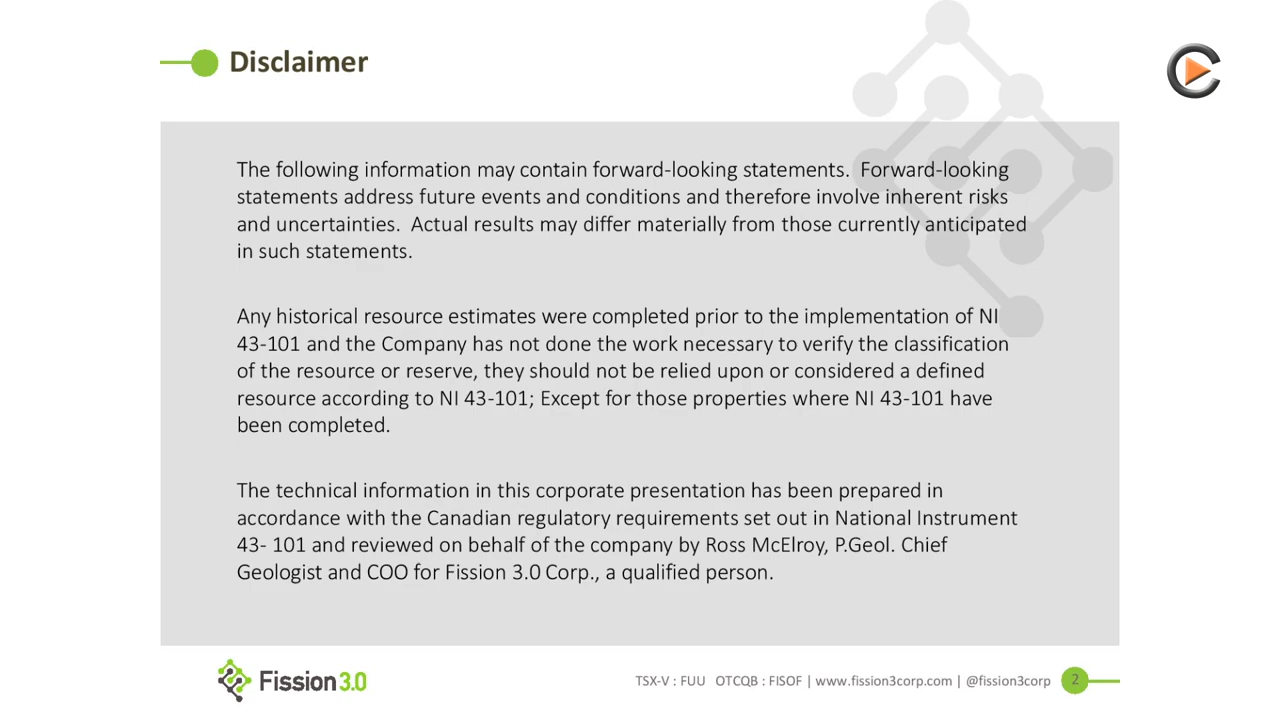 Disclaimer
The following information may contain forward-looking statements.  Forward-looking
statements address future events and conditions and therefore involve inherent risks
and uncertainties.  Actual results may differ materially from those currently anticipated
in such statements.
Any historical resource estimates were completed prior to the implementation of NI
43-101 and the Company has not done the work necessary to verify the classification
of the resource or reserve, they should not be relied upon or considered a defined
resource according to NI 43-101; Except for those properties where NI 43-101 have
been completed.
The technical information in this corporate presentation has been prepared in
accordance with the Canadian regulatory requirements set out in National Instrument
43- 101 and reviewed on behalf of the company by Ross McElroy, P.Geol. Chief
Geologist and COO for Fission 3.0 Corp., a qualified person.
Fission 3.0
TSX-V : FUU   OTCQB : FISOF | www.fission3corp.com | @fission3corp
2